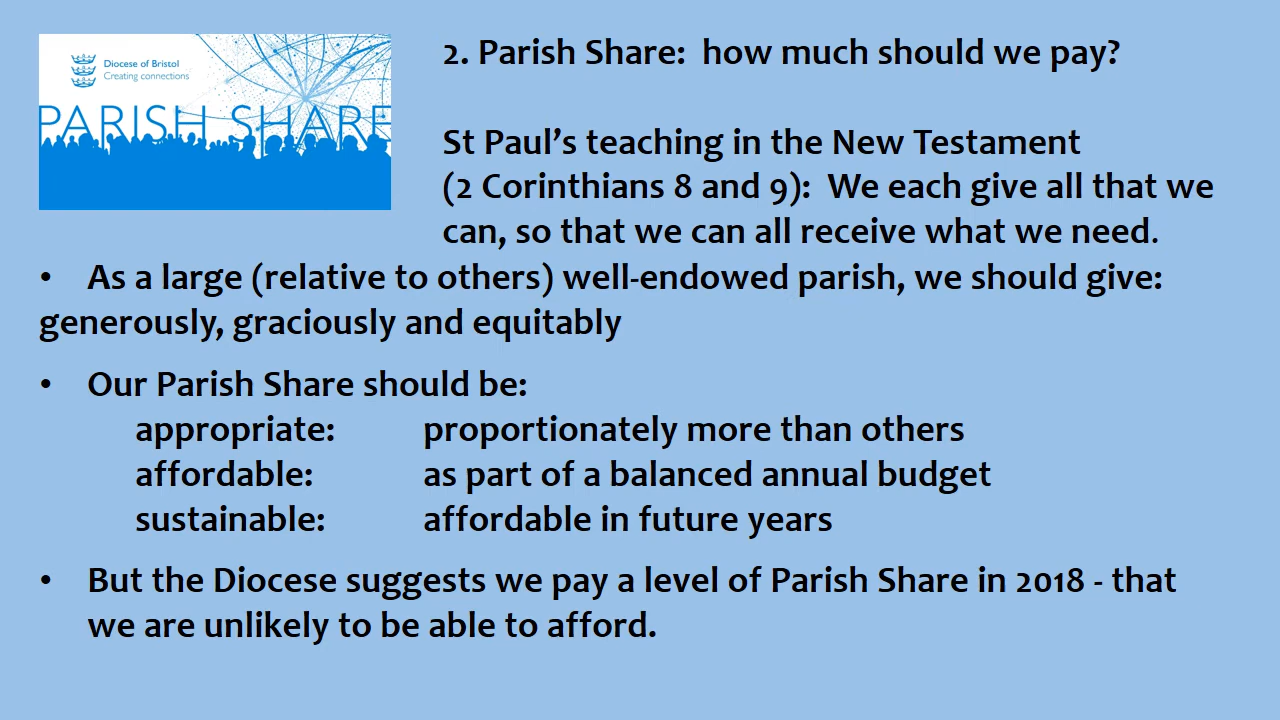 Diocese of Bristol
Creating connections
PARISH SHARE
2. Parish Share:  how much should we pay?
St Paul’s teaching in the New Testament
(2 Corinthians 8 and 9):  We each give all that we
can, so that we can all receive what we need.
• As a large (relative to others) well-endowed parish, we should give:
generously, graciously and equitably
• Our Parish Share should be:
appropriate: proportionately more than others
affordable: as part of a balanced annual budget
sustainable: affordable in future years
• But the Diocese suggests we pay a level of Parish Share in 2018 - that
we are unlikely to be able to afford.